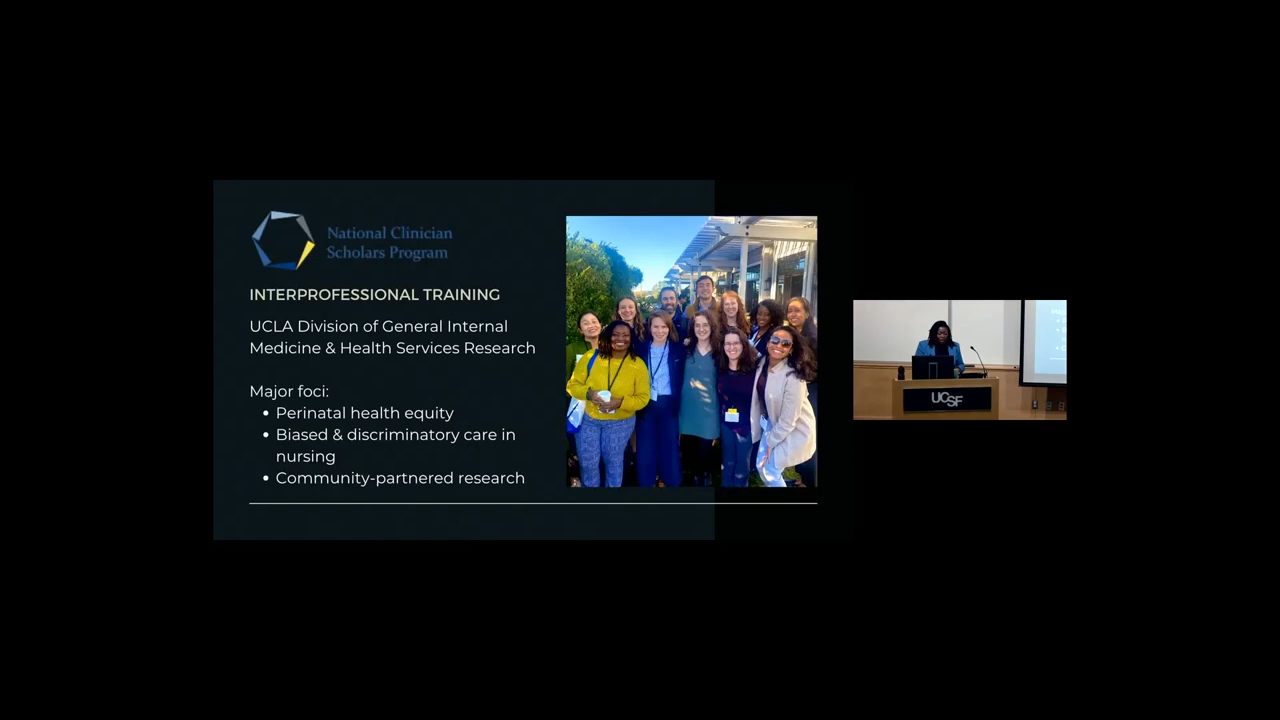 National Clinician
Scholars Program
INTERPROFESSIONAL TRAINING
UCLA Division of General Internal
Medicine & Health Services Research
Major foci:
• Perinatal health equity
• Biased & discriminatory care in
nursing
• Community-partnered research
UCSF